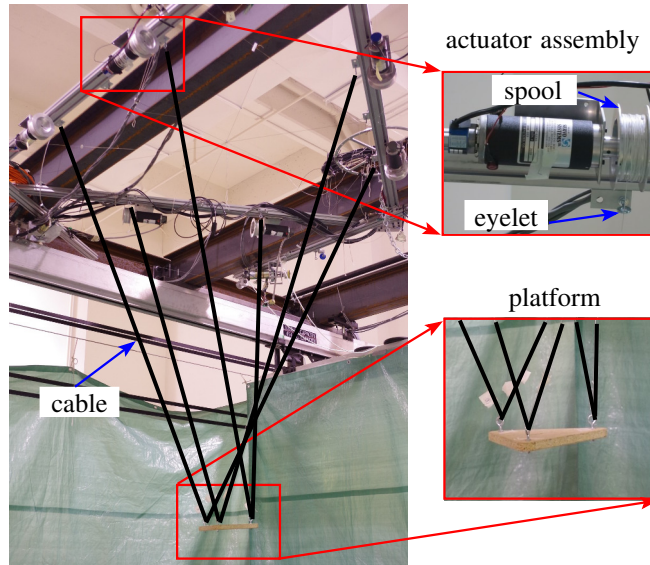 actuator assembly
spool
eyelet
platform
cable